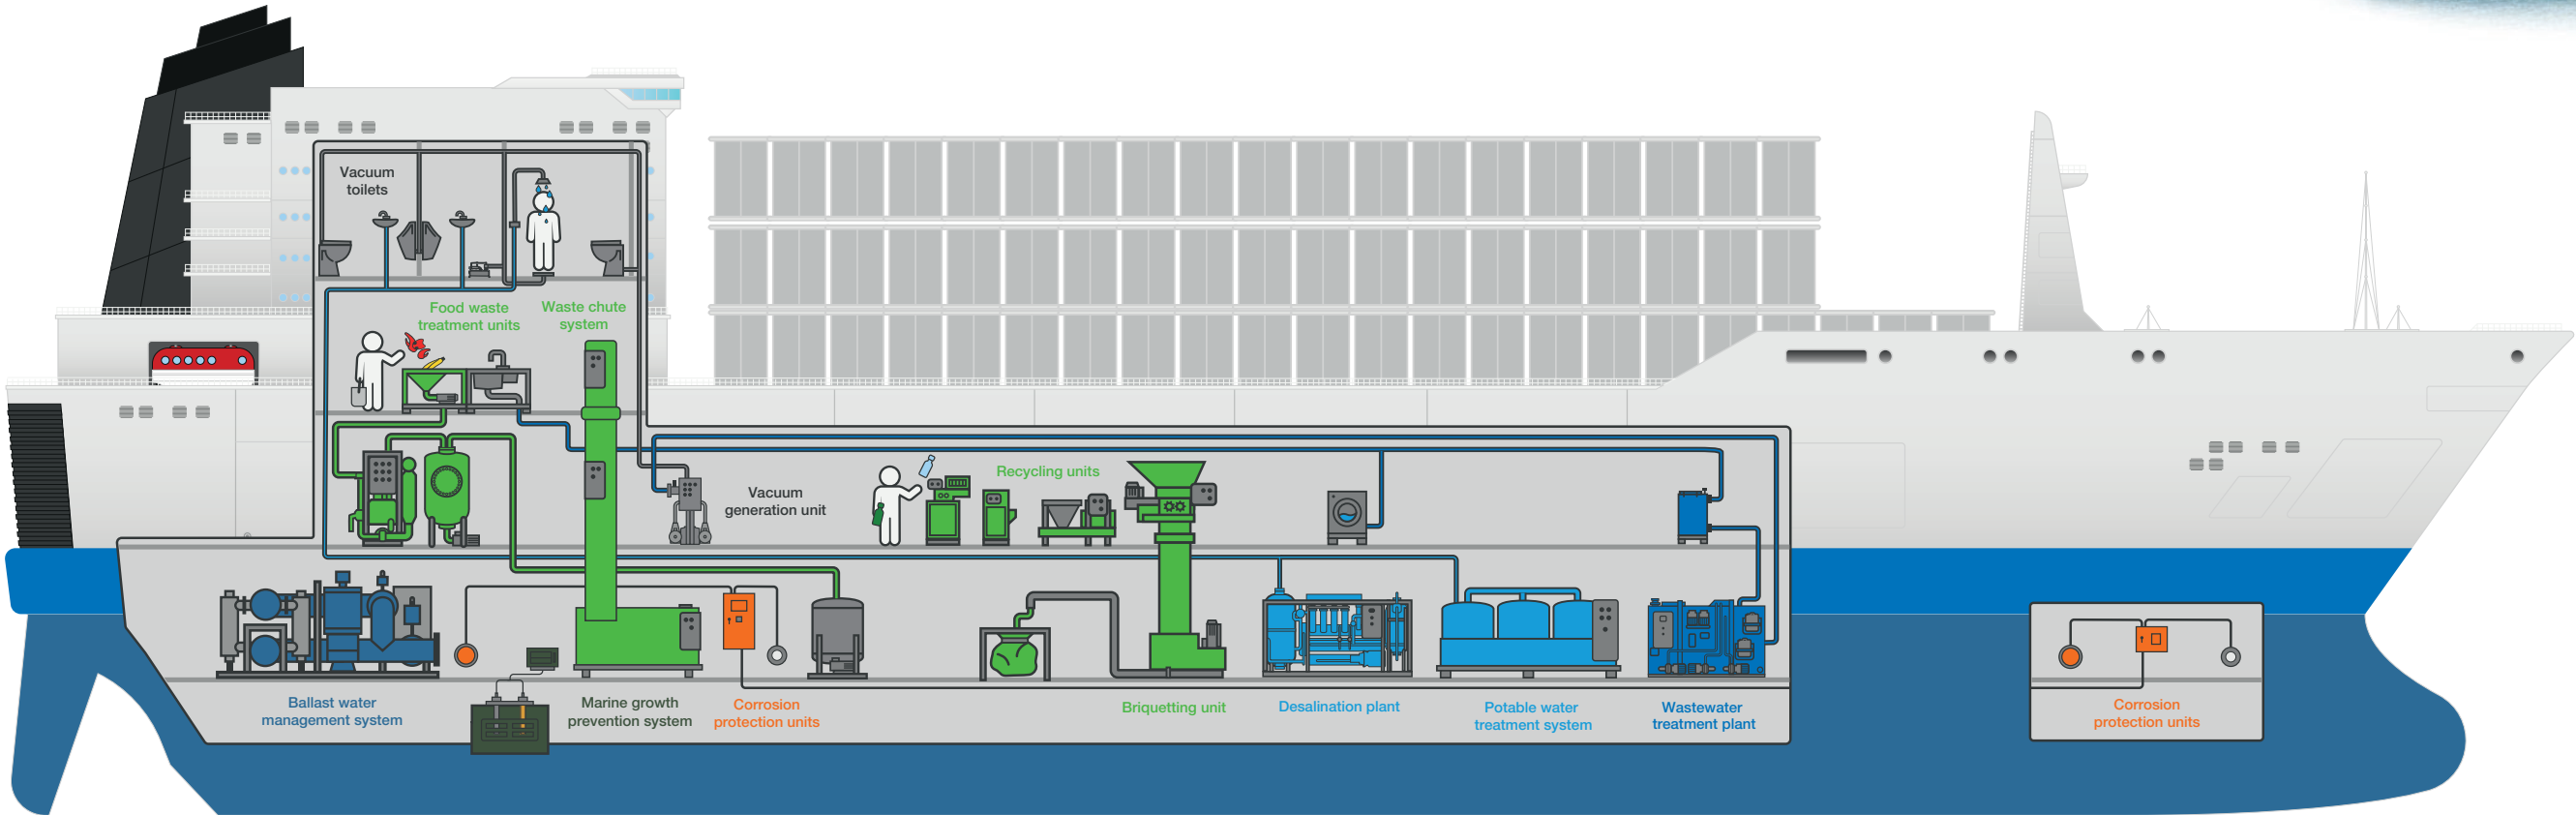 Vacuum
toilets
Food waste
treatment units
Waste chute
system
Vacuum
generation unit
Recycling units
Ballast water
management system
Marine growth
prevention system
Corrosion
protection units
Briquetting unit
Desalination plant
Potable water
treatment system
Wastewater
treatment plant
Corrosion
protection units